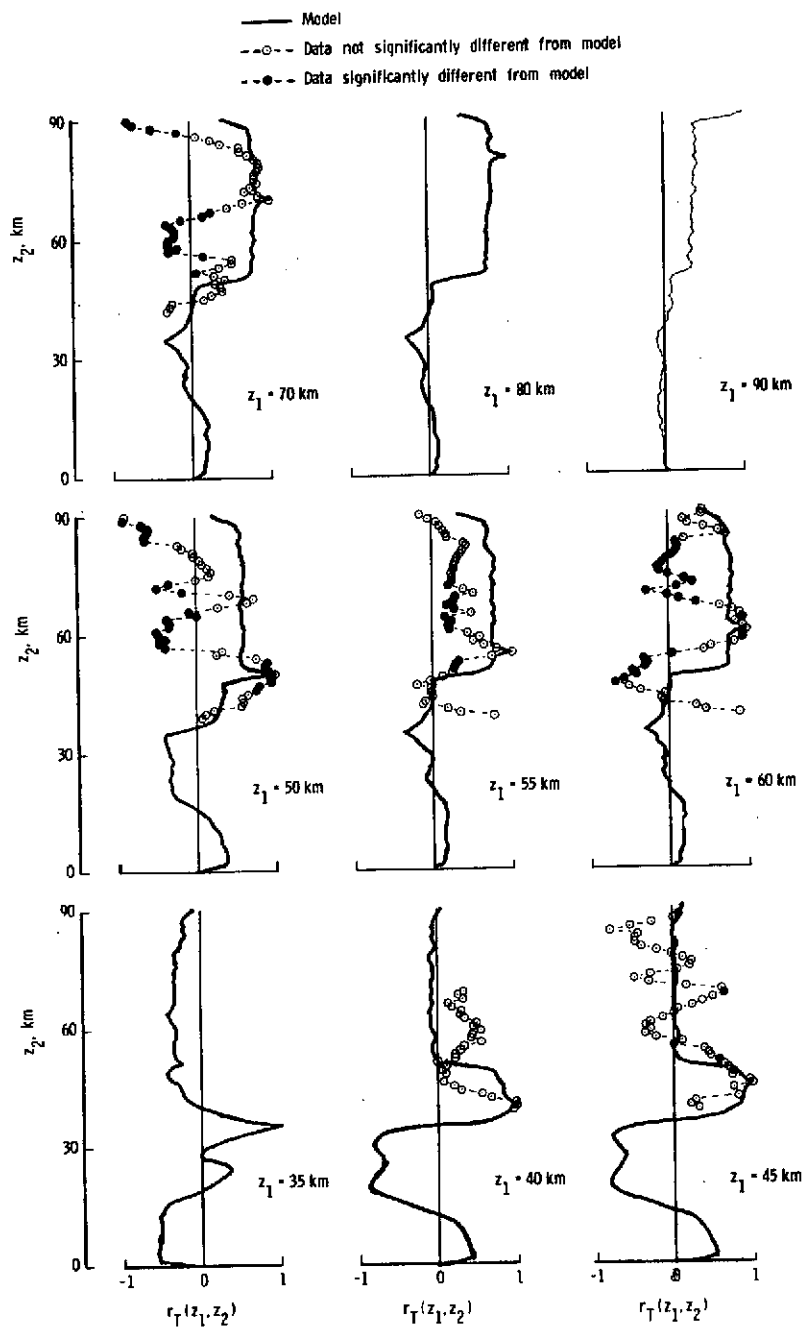 Model
Data not significantly different from model
Data significantly different from model
90
60
30
0
z2, km
z1 = 70 km
z1 = 80 km
z1 = 90 km
90
60
30
0
z2, km
z1 = 50 km
z1 = 55 km
z1 = 60 km
90
60
30
0
z2, km
z1 = 35 km
z1 = 40 km
z1 = 45 km
-1 0 1
-1 0 1
-1 0 1
rT(z1, z2)
rT(z1, z2)
rT(z1, z2)